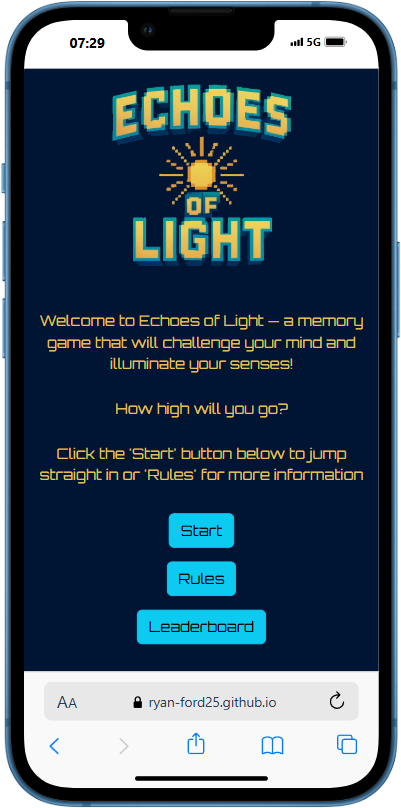 07:29
5G
ECHOES
OF
LIGHT
Welcome to Echoes of Light – a memory
game that will challenge your mind and
illuminate your senses!
How high will you go?
Click the 'Start' button below to jump
straight in or 'Rules' for more information
Start
Rules
Leaderboard
AA
ryan-ford25.github.io